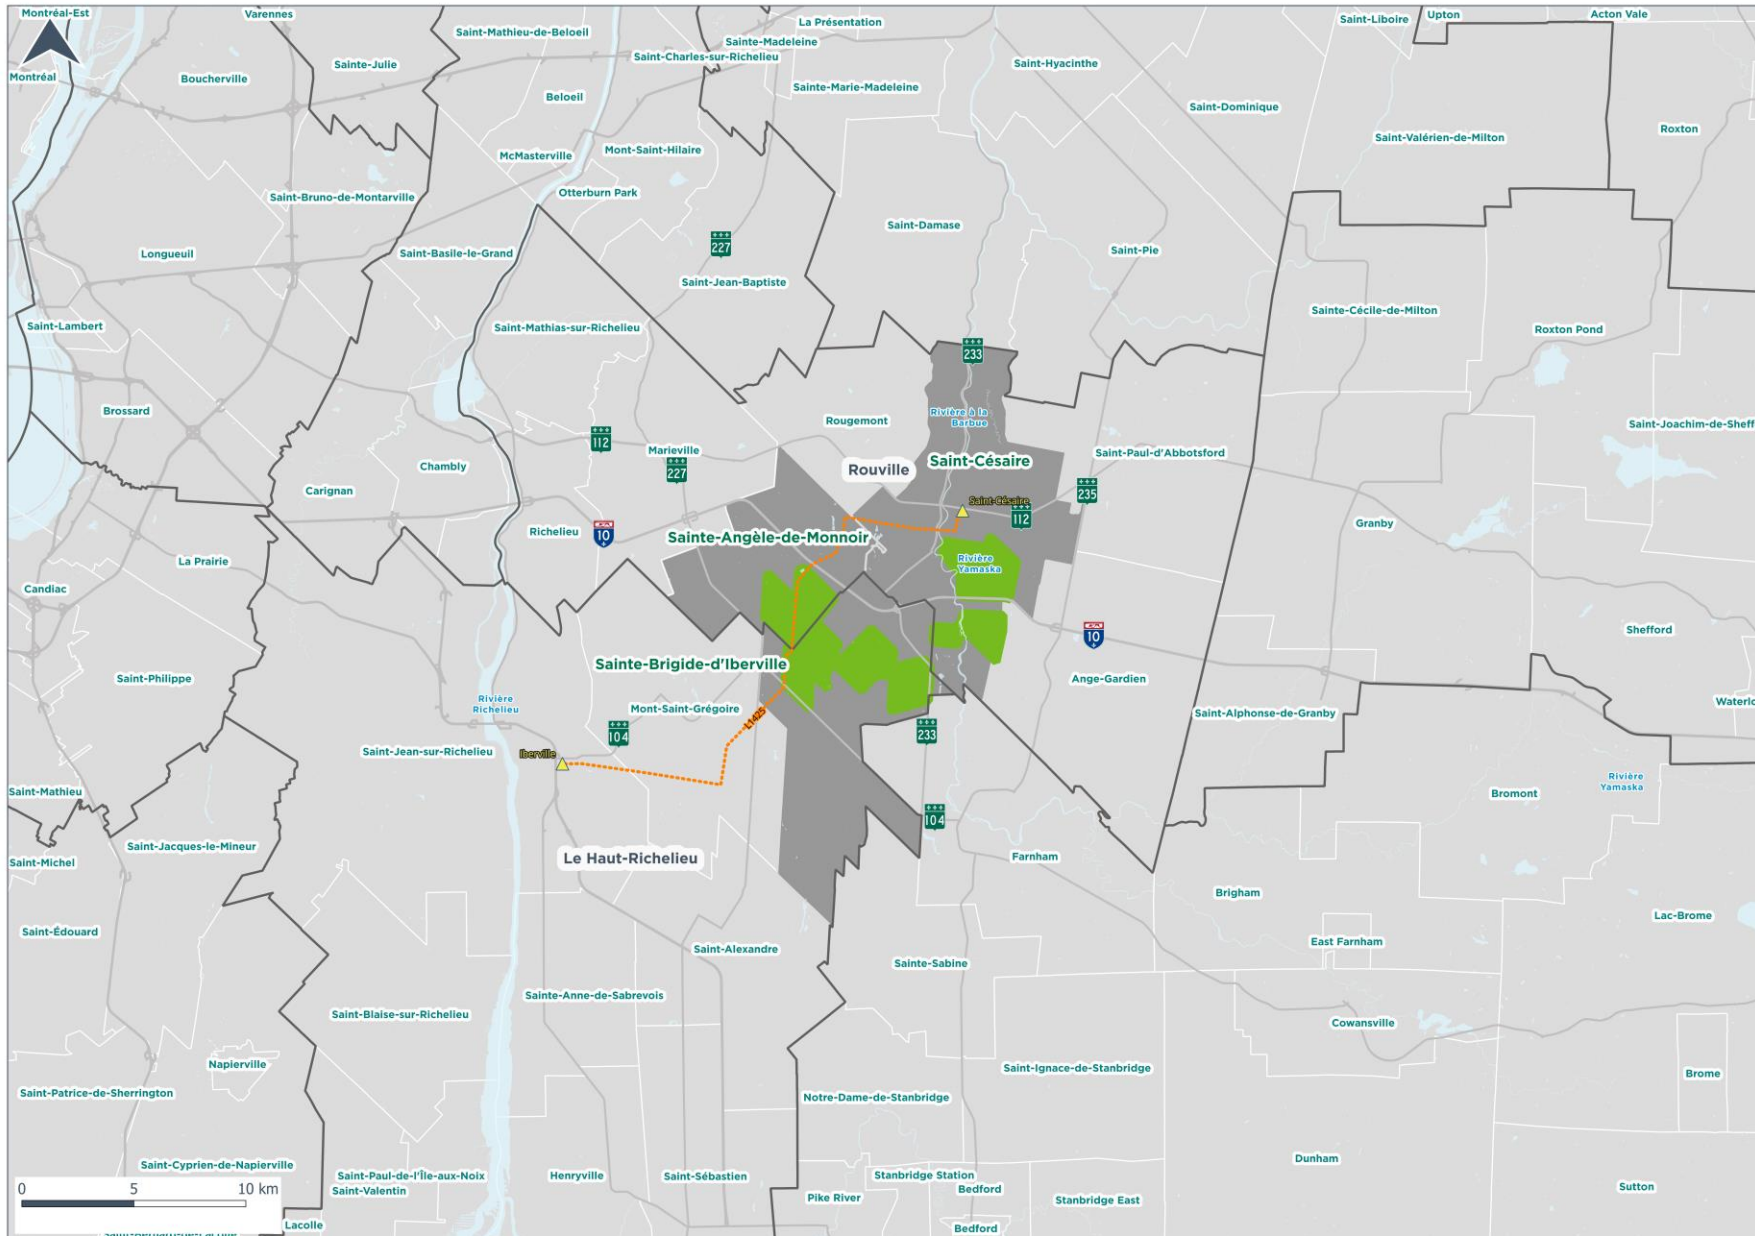 Montréal-Est
Varennes
La Présentation
Saint-Liboire
Upton
Acton Vale
Saint-Mathieu-de-Beloeil
Sainte-Madeleine
Saint-Charles-sur-Richelieu
Sainte-Julie
Saint-Hyacinthe
Montréal
Boucherville
Sainte-Marie-Madeleine
Beloeil
Saint-Dominique
Roxton
Saint-Valérien-de-Milton
McMasterville
Mont-Saint-Hilaire
Otterburn Park
Saint-Bruno-de-Montarville
Saint-Damase
227
Saint-Pie
Longueuil
Saint-Basile-le-Grand
Saint-Jean-Baptiste
Sainte-Cécile-de-Milton
Saint-Lambert
Saint-Mathias-sur-Richelieu
Roxton Pond
233
Brossard
Rivière à la
Barbue
Rougemont
Saint-Joachim-de-Sheff
112
Marieville
Saint-Paul-d'Abbotsford
Saint-Césaire
Chambly
227
Rouville
Carignan
235
Saint-Césaire
112
Granby
Richelieu
10
Sainte-Angèle-de-Monnoir
La Prairie
Rivière
Yamaska
Candiac
Shefford
10
Sainte-Brigide-d'Iberville
Saint-Philippe
Ange-Gardien
Rivière
Richelieu
Mont-Saint-Grégoire
L1425
Saint-Alphonse-de-Granby
Waterlo
104
233
Saint-Jean-sur-Richelieu
Iberville
Rivière
Yamaska
Saint-Mathieu
Bromont
104
Saint-Jacques-le-Mineur
Saint-Michel
Le Haut-Richelieu
Farnham
Brigham
Lac-Brome
Saint-Édouard
East Farnham
Saint-Alexandre
Sainte-Sabine
Sainte-Anne-de-Sabrevois
Saint-Blaise-sur-Richelieu
Cowansville
Napierville
Saint-Ignace-de-Stanbridge
Brome
Saint-Patrice-de-Sherrington
Notre-Dame-de-Stanbridge
Saint-Cyprien-de-Napierville
Dunham
Saint-Paul-de-l'Île-aux-Noix
Henryville
Saint-Sébastien
Stanbridge Station
Saint-Valentin
Bedford
Sutton
0 5 10 km
Pike River
Stanbridge East
Lacolle
Bedford